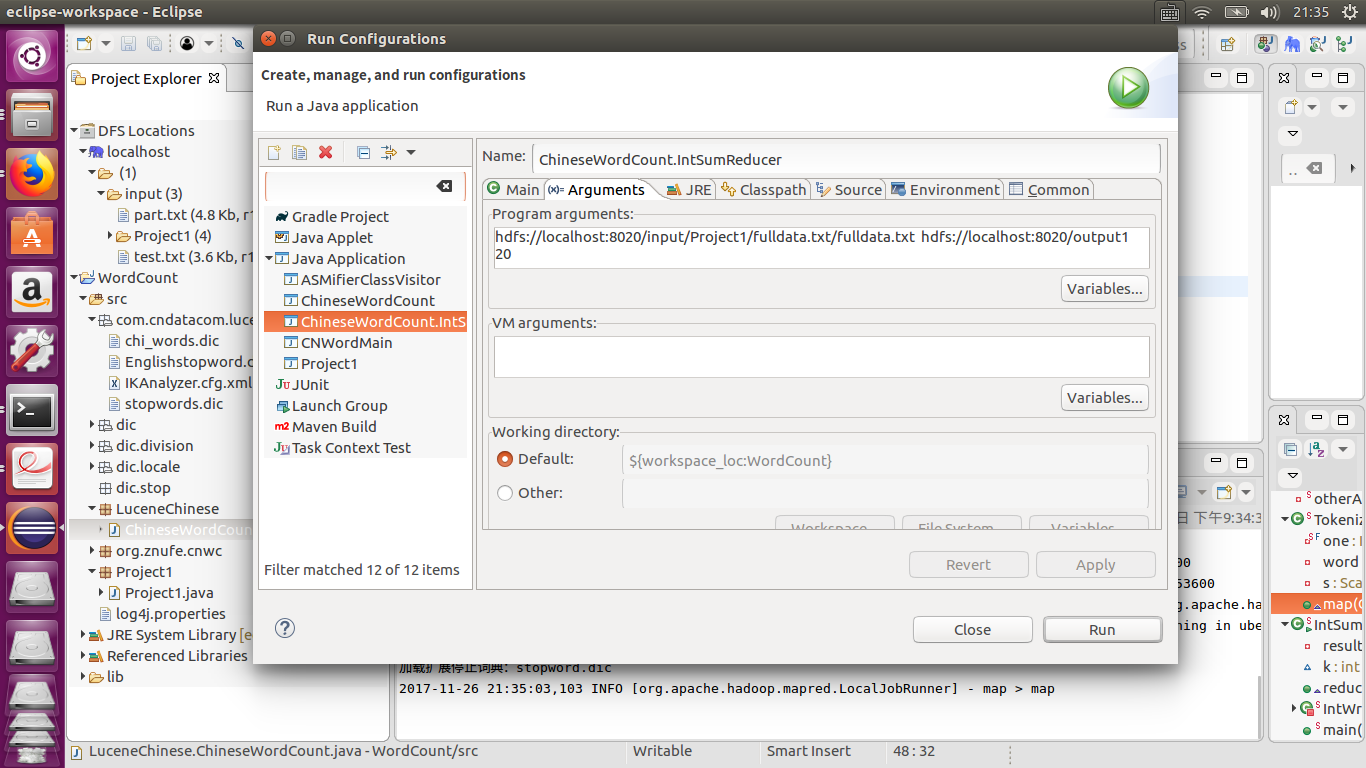 eclipse-workspace - Eclipse
21:35
Project Explorer
DFS Locations
localhost
(1)
input (3)
part.txt (4.8 Kb, r1
Project1 (4)
test.txt (3.6 Kb, r1
WordCount
src
com.cndatacom.luce
chi_words.dic
Englishstopword.
IKAnalyzer.cfg.xml
stopwords.dic
dic
dic.division
dic.locale
dic.stop
LuceneChinese
ChineseWordCoun
org.znufe.cnwc
Project1
Project1.java
log4j.properties
JRE System Library [e
Referenced Libraries
lib
Run Configurations
Create, manage, and run configurations
Run a Java application
Gradle Project
Java Applet
Java Application
ASMifierClassVisitor
ChineseWordCount
ChineseWordCount.IntS
CNWordMain
Project1
JUnit
Launch Group
Maven Build
Task Context Test
Filter matched 12 of 12 items
Name: ChineseWordCount.IntSumReducer
Main (x)= Arguments JRE Classpath Source Environment Common
Program arguments:
hdfs://localhost:8020/input/Project1/fulldata.txt/fulldata.txt hdfs://localhost:8020/output1
20
Variables...
VM arguments:
Variables...
Working directory:
Default: ${workspace_loc:WordCount}
Other:
Workspace... File System... Variables...
Revert Apply
Close Run
日 下午9:34:3
00
63600
g.apache.ha
ning in ube
加载扩展停止词典：stopword.dic
2017-11-26 21:35:03,103 INFO [org.apache.hadoop.mapred.LocalJobRunner] - map > map
otherA
Tokeniz
one : I
word
s : Sca
map(O
IntSum
result
k : int
reduc
IntWr
main(
LuceneChinese.ChineseWordCount.java - WordCount/src
Writable
Smart Insert
48 : 32